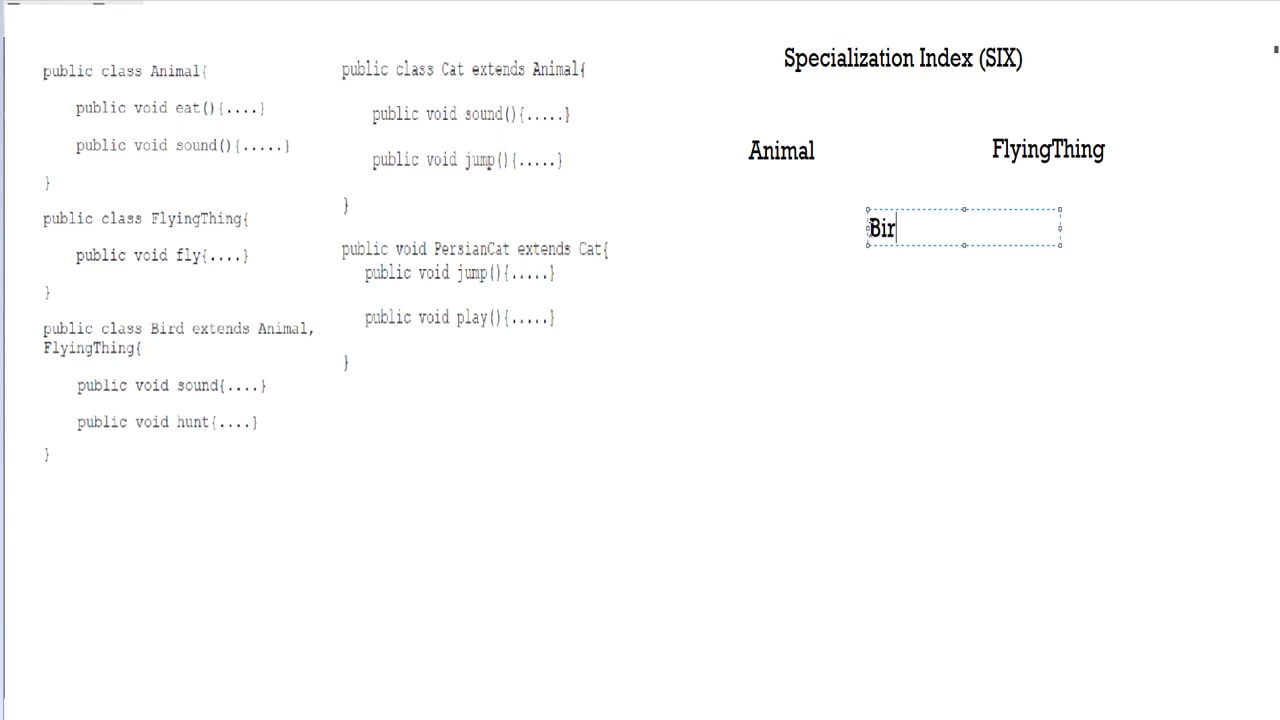 public class Animal{
public void eat(){....}
public void sound(){.....}
}
public class FlyingThing{
public void fly{....}
}
public class Bird extends Animal,
FlyingThing{
public void sound{....}
public void hunt{....}
}
public class Cat extends Animal{
public void sound(){.....}
public void jump(){.....}
}
public void PersianCat extends Cat{
public void jump(){.....}
public void play(){.....}
}
Specialization Index (SIX)
Animal
FlyingThing
Bir